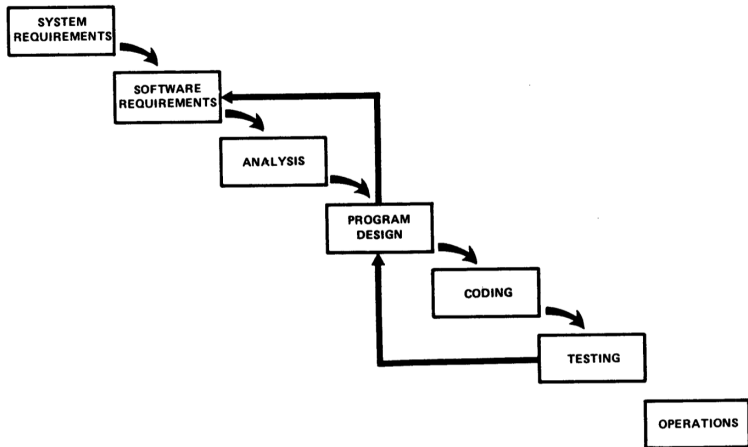 SYSTEM
REQUIREMENTS
SOFTWARE
REQUIREMENTS
ANALYSIS
PROGRAM
DESIGN
CODING
TESTING
OPERATIONS